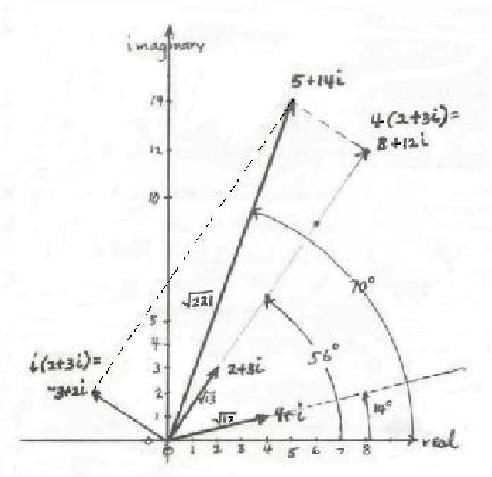 imaginary
5+14i
4(2+3i)=
8+12i
14
12
10
70°
√221
5
4
3
2
1
0
i(2+3i)=
-3+2i
2+3i
√13
56°
√17
4+i
14°
real
0 1 2 3 4 5 6 7 8